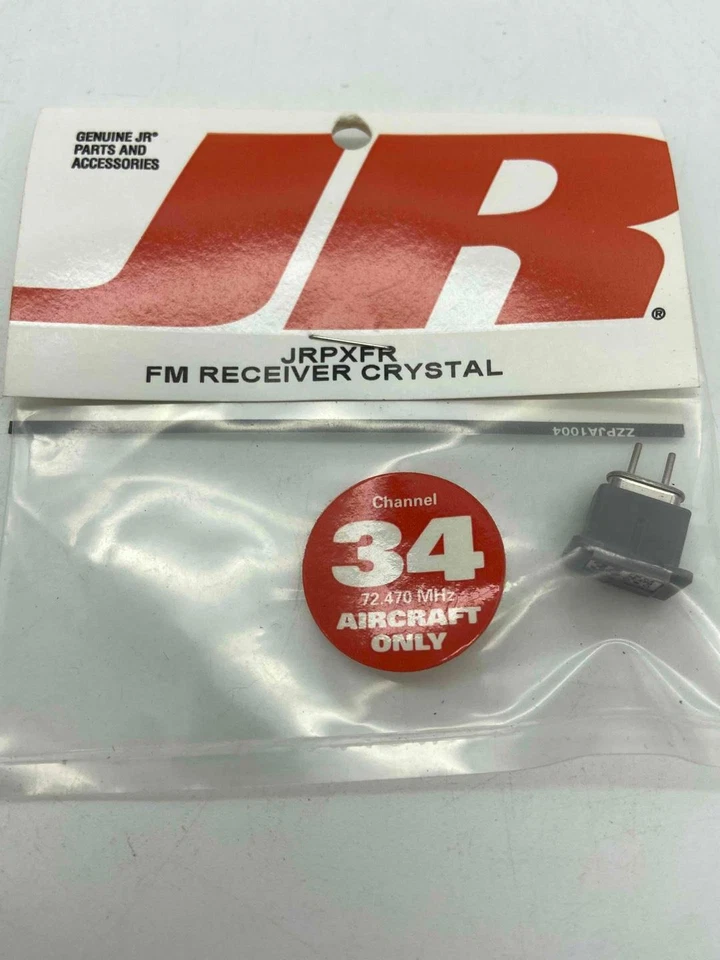 GENUINE JR®
PARTS AND
ACCESSORIES
JR®
JRPXFR
FM RECEIVER CRYSTAL
ZZPJA1004
Channel
34
72.470 MHz
AIRCRAFT
ONLY